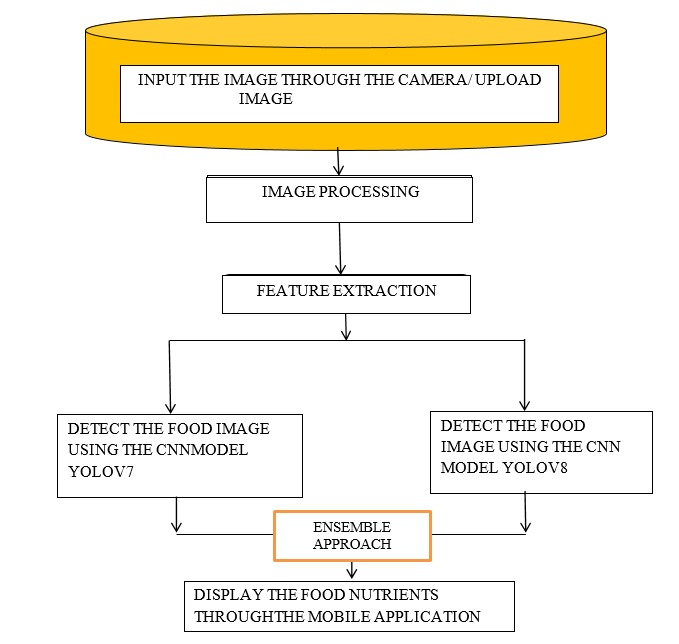 INPUT THE IMAGE THROUGH THE CAMERA/ UPLOAD
IMAGE
IMAGE PROCESSING
FEATURE EXTRACTION
DETECT THE FOOD IMAGE
USING THE CNNMODEL
YOLOV7
DETECT THE FOOD
IMAGE USING THE CNN
MODEL YOLOV8
ENSEMBLE
APPROACH
DISPLAY THE FOOD NUTRIENTS
THROUGHTHE MOBILE APPLICATION